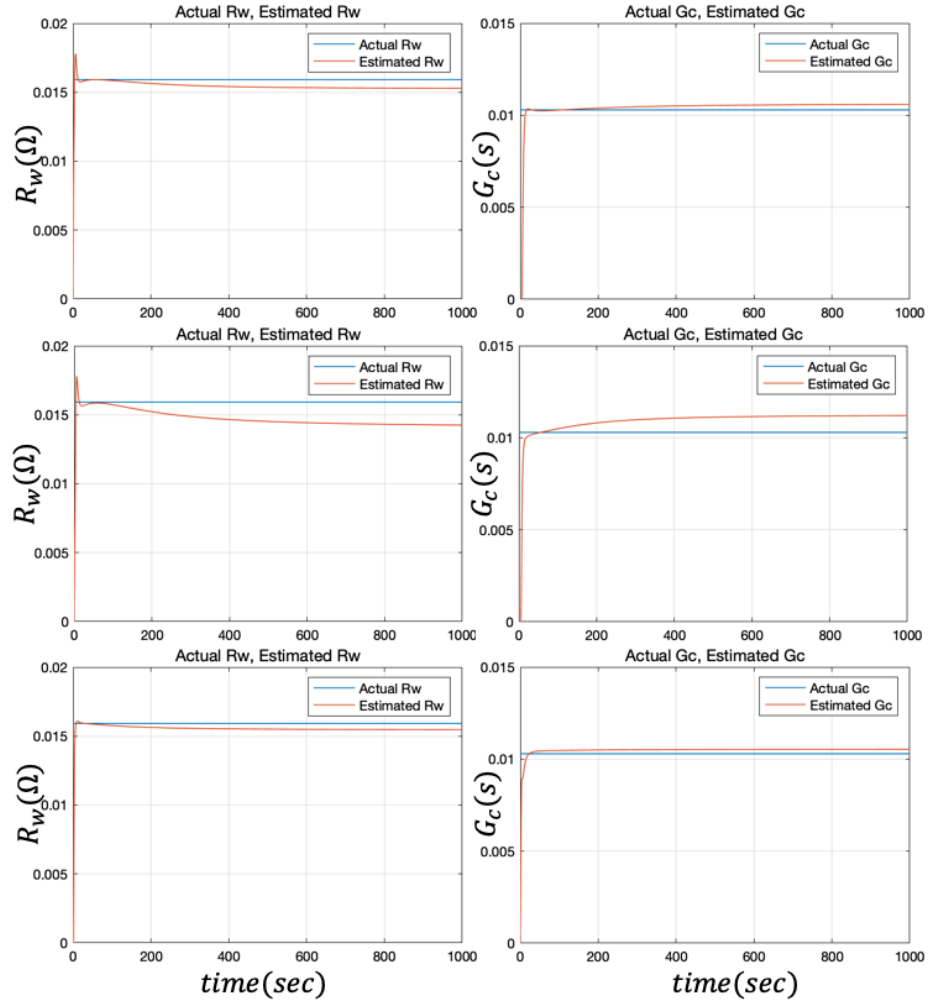 Actual Rw, Estimated Rw
0.02
0.015
0.01
0.005
0
R_w(Ω)
Actual Rw
Estimated Rw
0 200 400 600 800 1000
Actual Gc, Estimated Gc
0.015
0.01
0.005
0
G_c(s)
Actual Gc
Estimated Gc
0 200 400 600 800 1000
Actual Rw, Estimated Rw
0.02
0.015
0.01
0.005
0
R_w(Ω)
Actual Rw
Estimated Rw
0 200 400 600 800 1000
Actual Gc, Estimated Gc
0.015
0.01
0.005
0
G_c(s)
Actual Gc
Estimated Gc
0 200 400 600 800 1000
Actual Rw, Estimated Rw
0.02
0.015
0.01
0.005
0
R_w(Ω)
Actual Rw
Estimated Rw
0 200 400 600 800 1000
time(sec)
Actual Gc, Estimated Gc
0.015
0.01
0.005
0
G_c(s)
Actual Gc
Estimated Gc
0 200 400 600 800 1000
time(sec)